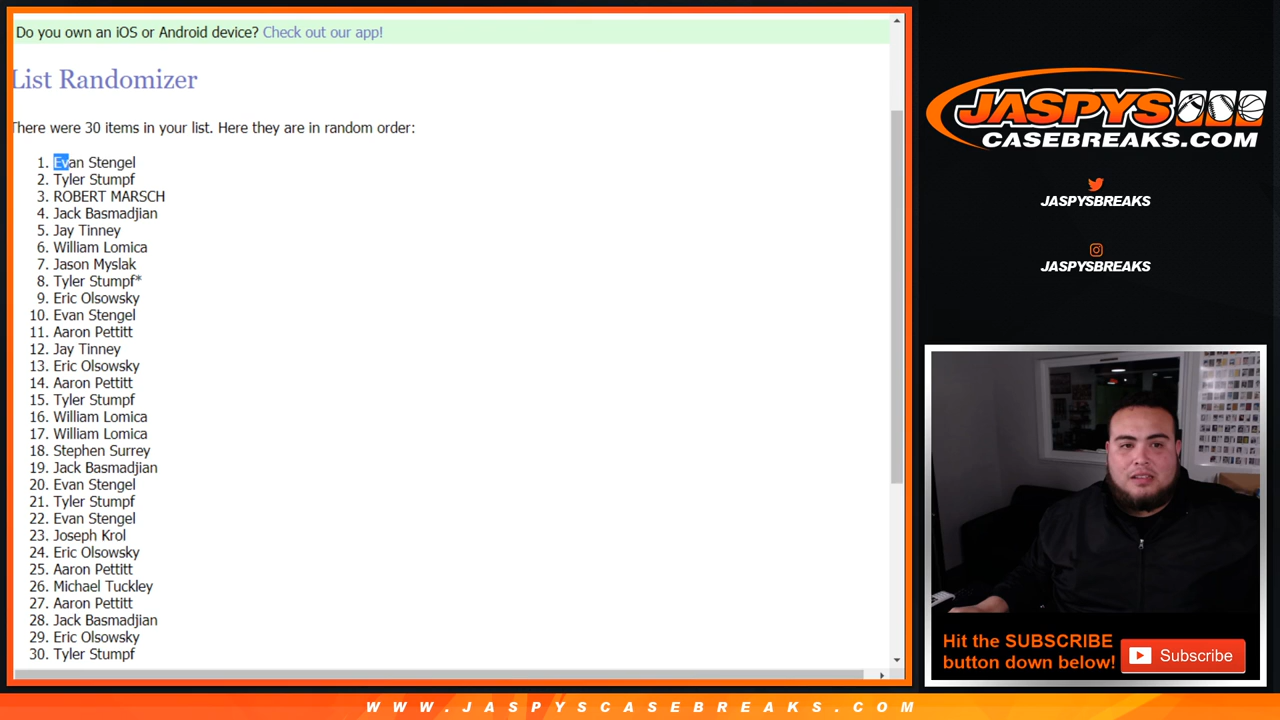 Do you own an iOS or Android device? Check out our app!
List Randomizer
There were 30 items in your list. Here they are in random order:
1. Evan Stengel
2. Tyler Stumpf
3. ROBERT MARSCH
4. Jack Basmadjian
5. Jay Tinney
6. William Lomica
7. Jason Myslak
8. Tyler Stumpf*
9. Eric Olsowsky
10. Evan Stengel
11. Aaron Pettitt
12. Jay Tinney
13. Eric Olsowsky
14. Aaron Pettitt
15. Tyler Stumpf
16. William Lomica
17. William Lomica
18. Stephen Surrey
19. Jack Basmadjian
20. Evan Stengel
21. Tyler Stumpf
22. Evan Stengel
23. Joseph Krol
24. Eric Olsowsky
25. Aaron Pettitt
26. Michael Tuckley
27. Aaron Pettitt
28. Jack Basmadjian
29. Eric Olsowsky
30. Tyler Stumpf
JASPYS
CASEBREAKS.COM
JASPYSBREAKS
JASPYSBREAKS
Hit the SUBSCRIBE
button down below!
Subscribe
WWW.JASPYSCASEBREAKS.COM